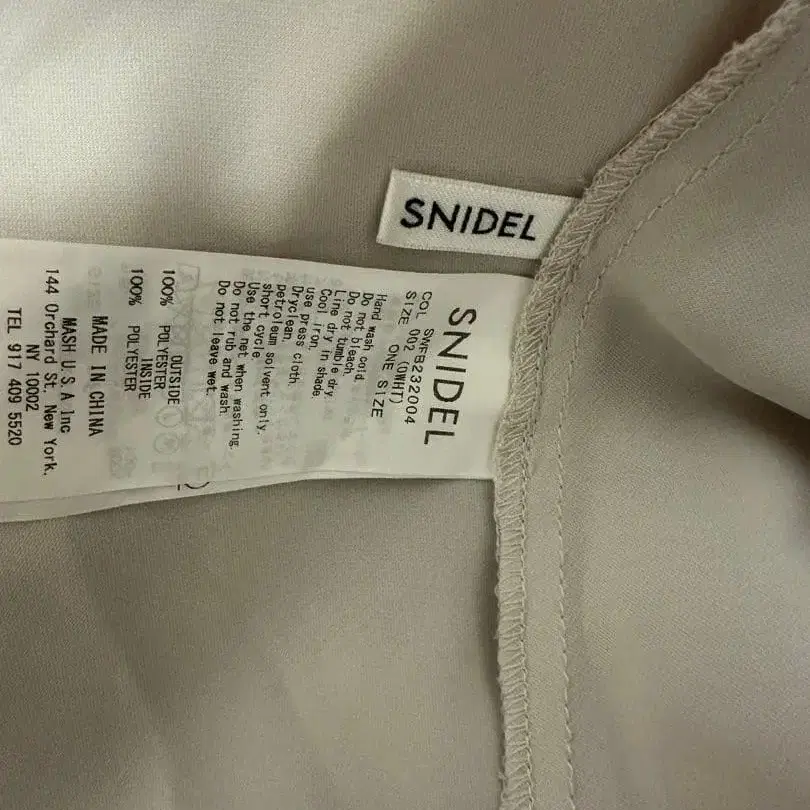 SNIDEL
SNIDEL
SWFB232004
COL 002(OWHT)
SIZE ONE SIZE
Hand wash cold.
Do not bleach.
Do not tumble dry.
Line dry in shade.
Cool iron,
use press cloth.
Dryclean,
petroleum solvent only.
short cycle.
Use the net when washing.
Do not rub and wash.
Do not leave wet.
OUTSIDE
100% POLYESTER
INSIDE
100% POLYESTER
MADE IN CHINA
MASH U.S.A Inc
144 Orchard St. New York,
NY 10002
TEL 917 409 5520